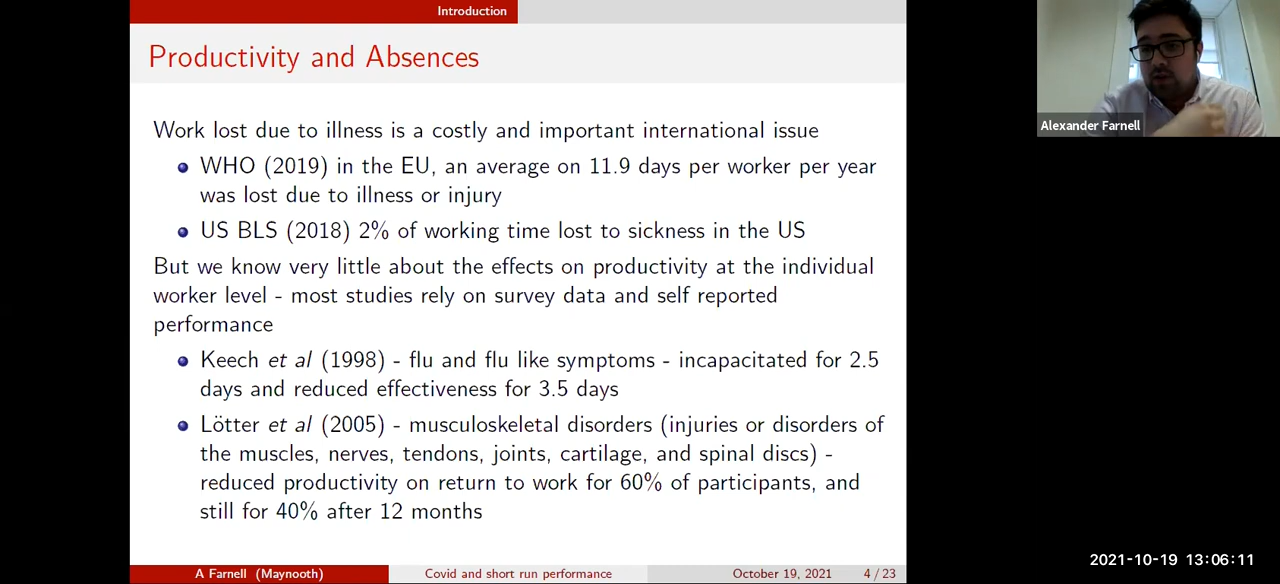 Introduction
Productivity and Absences
Work lost due to illness is a costly and important international issue
WHO (2019) in the EU, an average on 11.9 days per worker per year
was lost due to illness or injury
US BLS (2018) 2% of working time lost to sickness in the US
But we know very little about the effects on productivity at the individual
worker level - most studies rely on survey data and self reported
performance
Keech et al (1998) - flu and flu like symptoms - incapacitated for 2.5
days and reduced effectiveness for 3.5 days
Lötter et al (2005) - musculoskeletal disorders (injuries or disorders of
the muscles, nerves, tendons, joints, cartilage, and spinal discs) -
reduced productivity on return to work for 60% of participants, and
still for 40% after 12 months
A Farnell (Maynooth) Covid and short run performance October 19, 2021 4 / 23
Alexander Farnell
2021-10-19 13:06:11